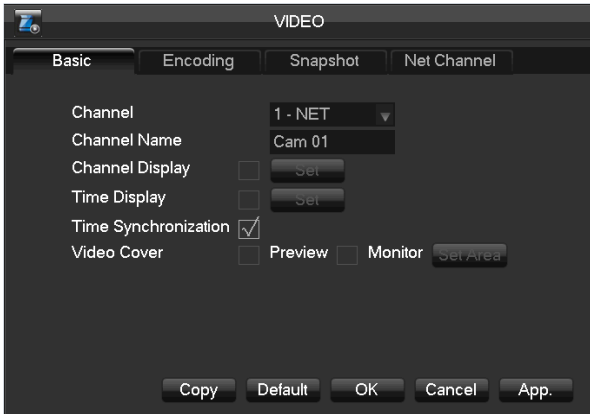 VIDEO
Basic Encoding Snapshot Net Channel
Channel 1 - NET
Channel Name Cam 01
Channel Display Set
Time Display Set
Time Synchronization
Video Cover Preview Monitor Set Area
Copy Default OK Cancel App.